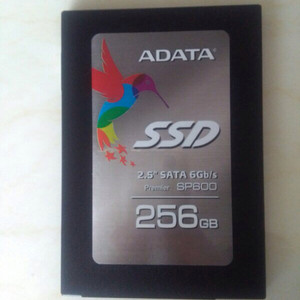 ADATA
SSD
2.5" SATA 6Gb/s
Premier SP600
256GB